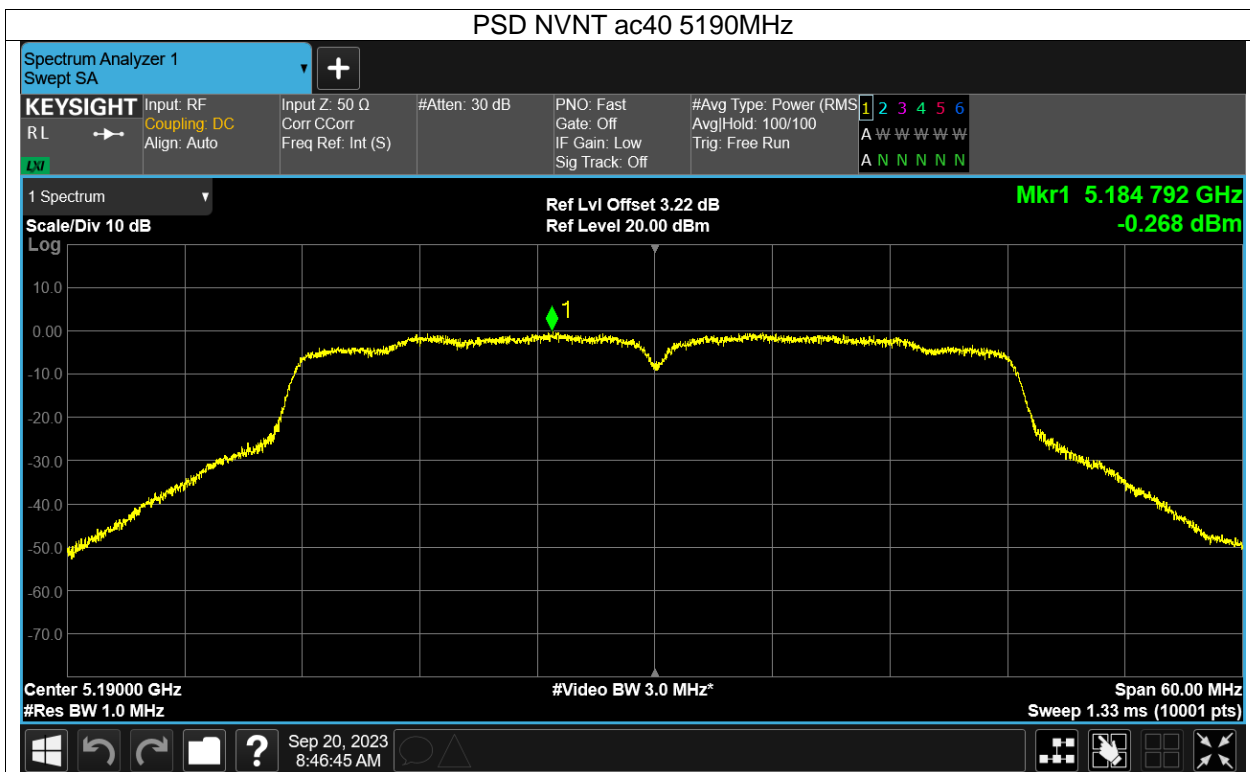 PSD NVNT ac40 5190MHz
Spectrum Analyzer 1
Swept SA
KEYSIGHT
R L
LXI
Input: RF
Coupling: DC
Align: Auto
Input Z: 50 Ω
Corr CCorr
Freq Ref: Int (S)
#Atten: 30 dB
PNO: Fast
Gate: Off
IF Gain: Low
Sig Track: Off
#Avg Type: Power (RMS
Avg|Hold: 100/100
Trig: Free Run
1 2 3 4 5 6
A W W W W W
A N N N N N
1 Spectrum
Scale/Div 10 dB
Ref Lvl Offset 3.22 dB
Ref Level 20.00 dBm
Mkr1 5.184 792 GHz
-0.268 dBm
Log
10.0
0.00
-10.0
-20.0
-30.0
-40.0
-50.0
-60.0
-70.0
1
Center 5.19000 GHz
#Res BW 1.0 MHz
#Video BW 3.0 MHz*
Span 60.00 MHz
Sweep 1.33 ms (10001 pts)
?
Sep 20, 2023
8:46:45 AM